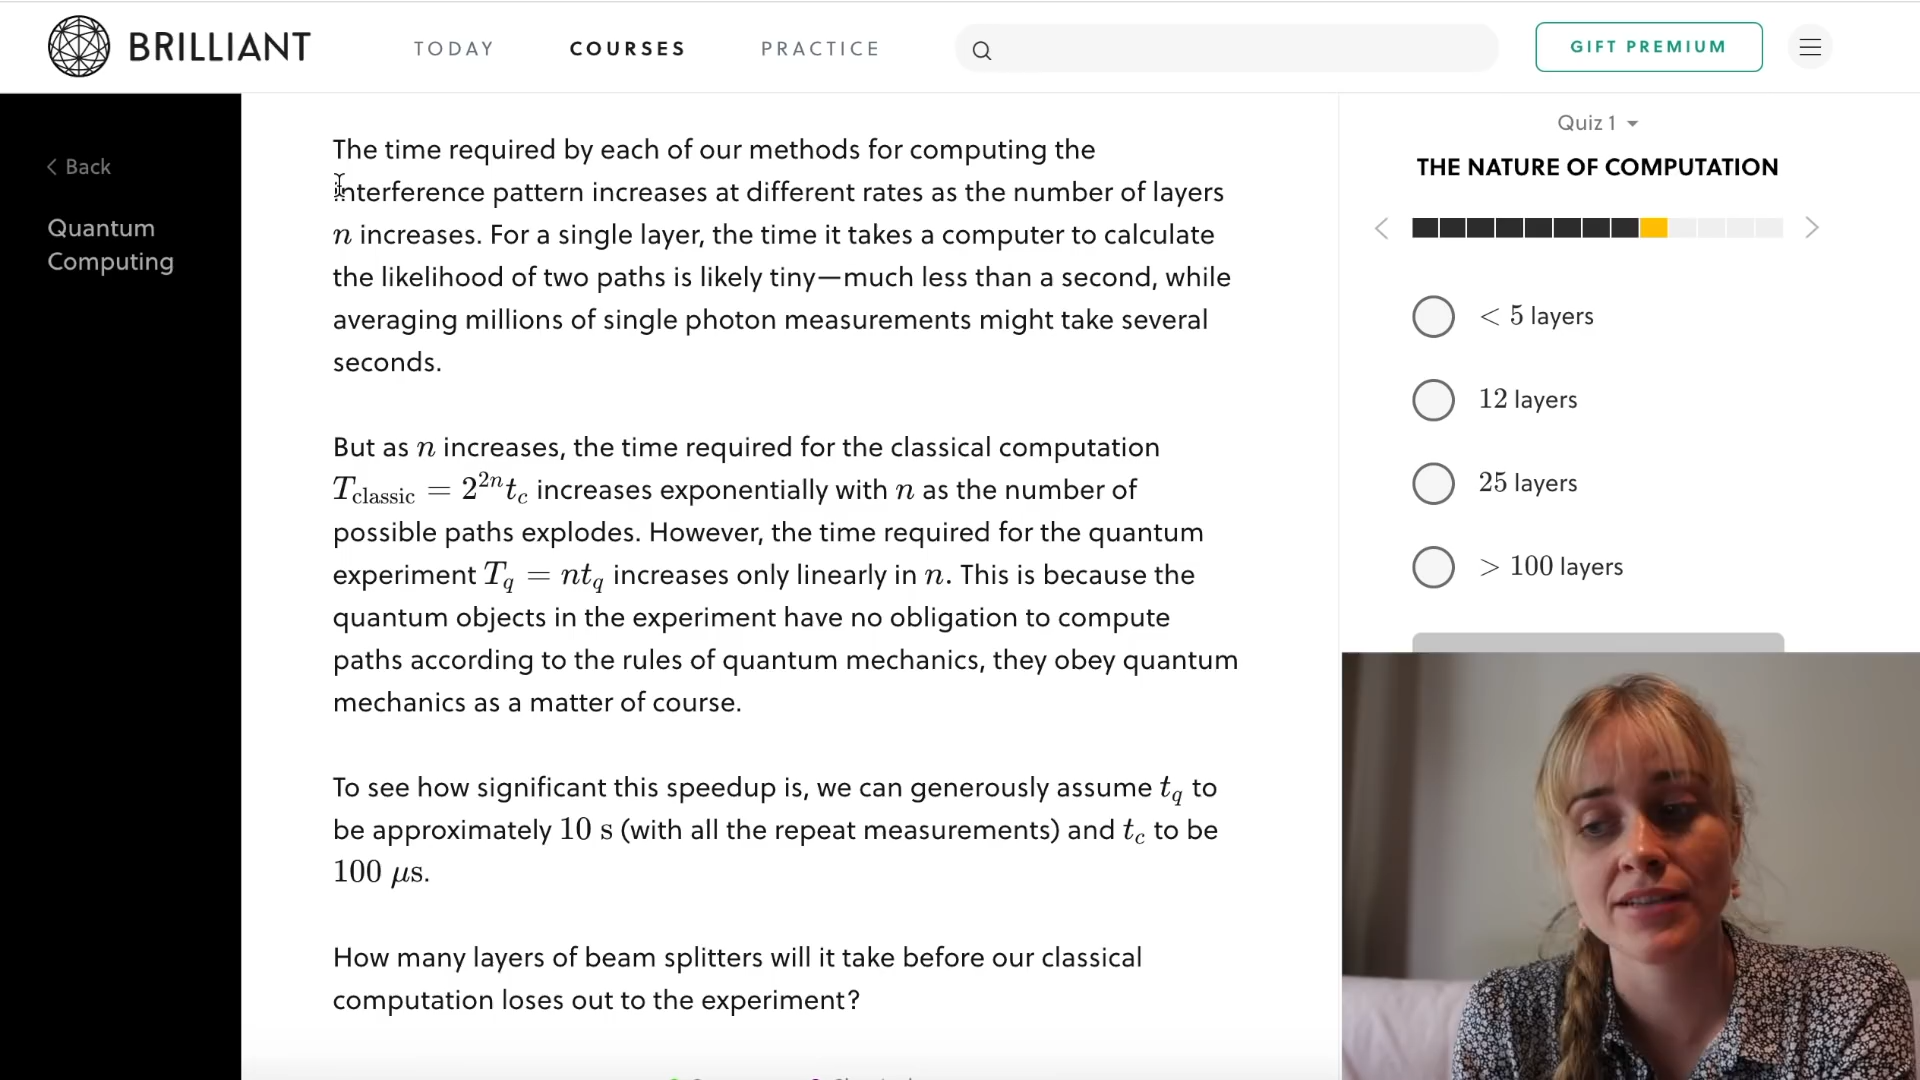 BRILLIANT
TODAY
COURSES
PRACTICE
GIFT PREMIUM
Back
Quantum
Computing
The time required by each of our methods for computing the
interference pattern increases at different rates as the number of layers
n increases. For a single layer, the time it takes a computer to calculate
the likelihood of two paths is likely tiny—much less than a second, while
averaging millions of single photon measurements might take several
seconds.
But as n increases, the time required for the classical computation
T_classic = 2^{2n}t_c increases exponentially with n as the number of
possible paths explodes. However, the time required for the quantum
experiment T_q = nt_q increases only linearly in n. This is because the
quantum objects in the experiment have no obligation to compute
paths according to the rules of quantum mechanics, they obey quantum
mechanics as a matter of course.
To see how significant this speedup is, we can generously assume t_q to
be approximately 10 s (with all the repeat measurements) and t_c to be
100 μs.
How many layers of beam splitters will it take before our classical
computation loses out to the experiment?
Quiz 1
THE NATURE OF COMPUTATION
< 5 layers
12 layers
25 layers
> 100 layers